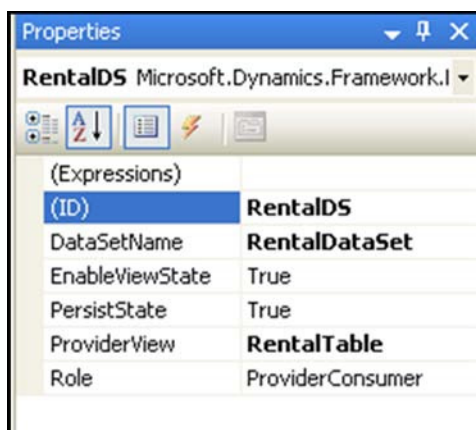 Properties
RentalDS Microsoft.Dynamics.Framework.
(Expressions)
(ID) RentalDS
DataSetName RentalDataSet
EnableViewState True
PersistState True
ProviderView RentalTable
Role ProviderConsumer